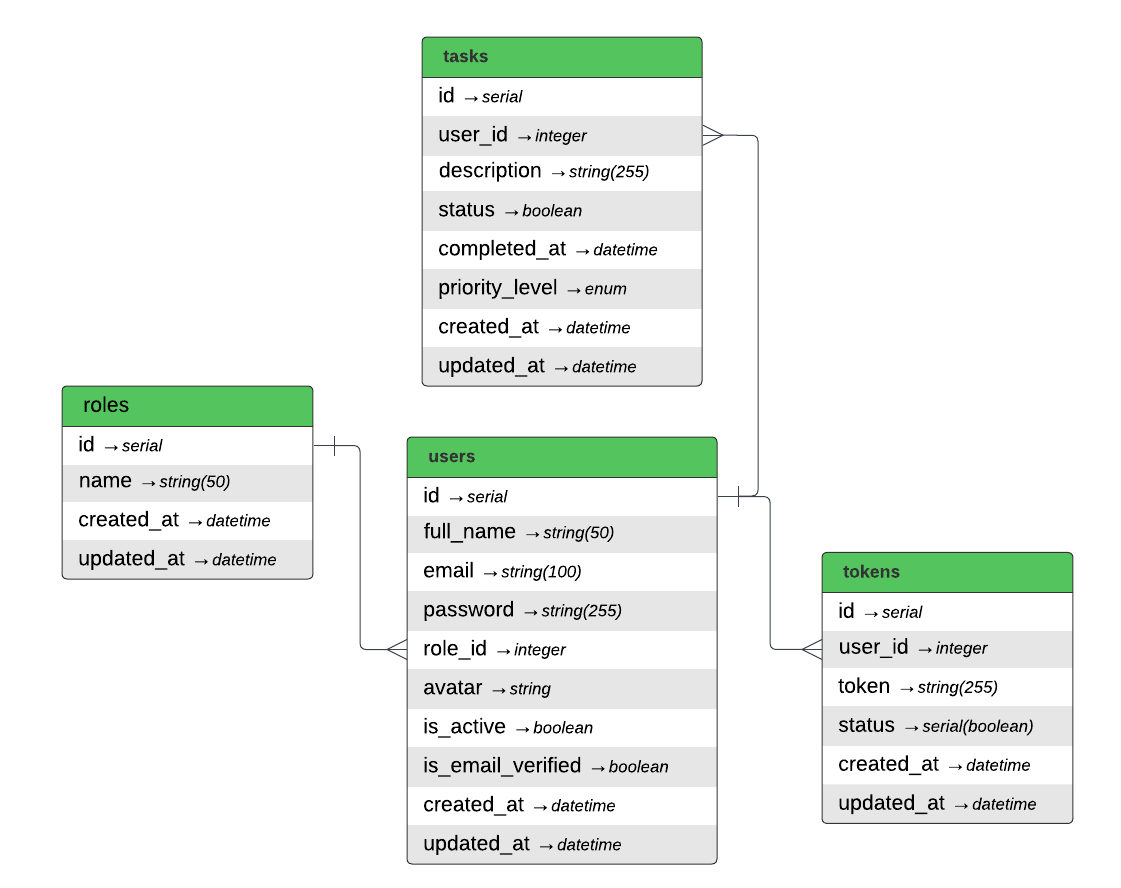 tasks
id →serial
user_id →integer
description →string(255)
status →boolean
completed_at →datetime
priority_level →enum
created_at →datetime
updated_at →datetime
roles
id →serial
name →string(50)
created_at →datetime
updated_at →datetime
users
id →serial
full_name →string(50)
email →string(100)
password →string(255)
role_id →integer
avatar →string
is_active →boolean
is_email_verified →boolean
created_at →datetime
updated_at →datetime
tokens
id →serial
user_id →integer
token →string(255)
status →serial(boolean)
created_at →datetime
updated_at →datetime